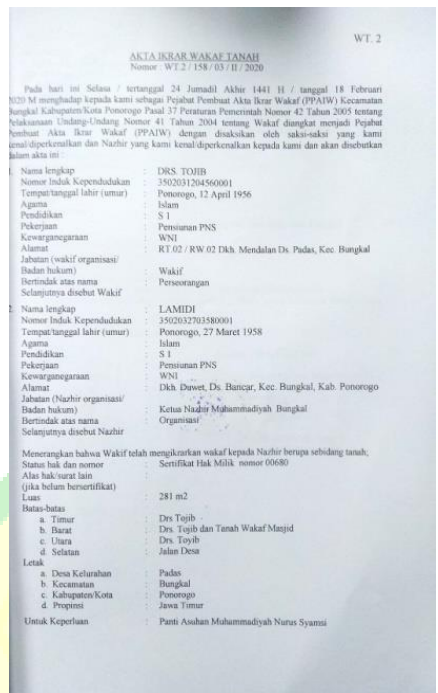 WT. 2
AKTA IKRAR WAKAF TANAH
Nomor : WT.2 / 158 / 03 / II / 2020
Pada hari ini Selasa / tertanggal 24 Jumadil Akhir 1441 H / tanggal 18 Februari
2020 M menghadap kepada kami sebagai Pejabat Pembuat Akta Ikrar Wakaf (PPAIW) Kecamatan
Bungkal Kabupaten/Kota Ponorogo Pasal 37 Peraturan Pemerintah Nomor 42 Tahun 2005 tentang
Pelaksanaan Undang-Undang Nomor 41 Tahun 2004 tentang Wakaf diangkat menjadi Pejabat
Pembuat Akta Ikrar Wakaf (PPAIW) dengan disaksikan oleh saksi-saksi yang kami
kenal/diperkenalkan dan Nazhir yang kami kenal/diperkenalkan kepada kami dan akan disebutkan
dalam akta ini :
1. Nama lengkap : DRS. TOJIB
Nomor Induk Kependudukan : 3502031204560001
Tempat/tanggal lahir (umur) : Ponorogo, 12 April 1956
Agama : Islam
Pendidikan : S 1
Pekerjaan : Pensiunan PNS
Kewarganegaraan : WNI
Alamat : RT.02 / RW.02 Dkh. Mendalan Ds. Padas, Kec. Bungkal
Jabatan (wakif organisasi/
Badan hukum) : Wakif
Bertindak atas nama : Perseorangan
Selanjutnya disebut Wakif
2. Nama lengkap : LAMIDI
Nomor Induk Kependudukan : 3502032703580001
Tempat/tanggal lahir (umur) : Ponorogo, 27 Maret 1958
Agama : Islam
Pendidikan : S 1
Pekerjaan : Pensiunan PNS
Kewarganegaraan : WNI
Alamat : Dkh. Duwet, Ds. Bancar, Kec. Bungkal, Kab. Ponorogo
Jabatan (Nazhir organisasi/
Badan hukum) : Ketua Nazhir Muhammadiyah Bungkal
Bertindak atas nama : Organisasi
Selanjutnya disebut Nazhir
Menerangkan bahwa Wakif telah mengikrarkan wakaf kepada Nazhir berupa sebidang tanah;
Status hak dan nomor : Sertifikat Hak Milik nomor 00680
Alas hak/surat lain :
(jika belum bersertifikat)
Luas : 281 m2
Batas-batas
a. Timur : Drs Tojib
b. Barat : Drs. Tojib dan Tanah Wakaf Masjid
c. Utara : Drs. Toyib
d. Selatan : Jalan Desa
Letak
a. Desa Kelurahan : Padas
b. Kecamatan : Bungkal
c. Kabupaten/Kota : Ponorogo
d. Propinsi : Jawa Timur
Untuk Keperluan : Panti Asuhan Muhammadiyah Nurus Syamsi